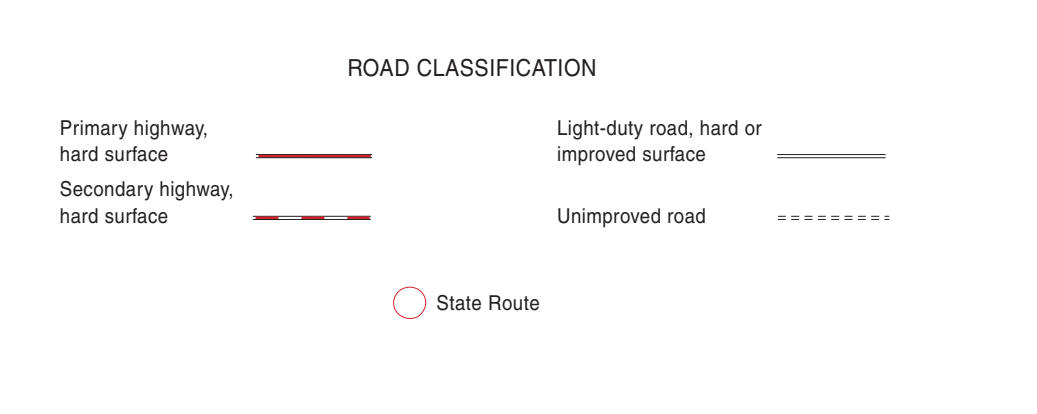 ROAD CLASSIFICATION
Primary highway,
hard surface
Secondary highway,
hard surface
Light-duty road, hard or
improved surface
Unimproved road
State Route